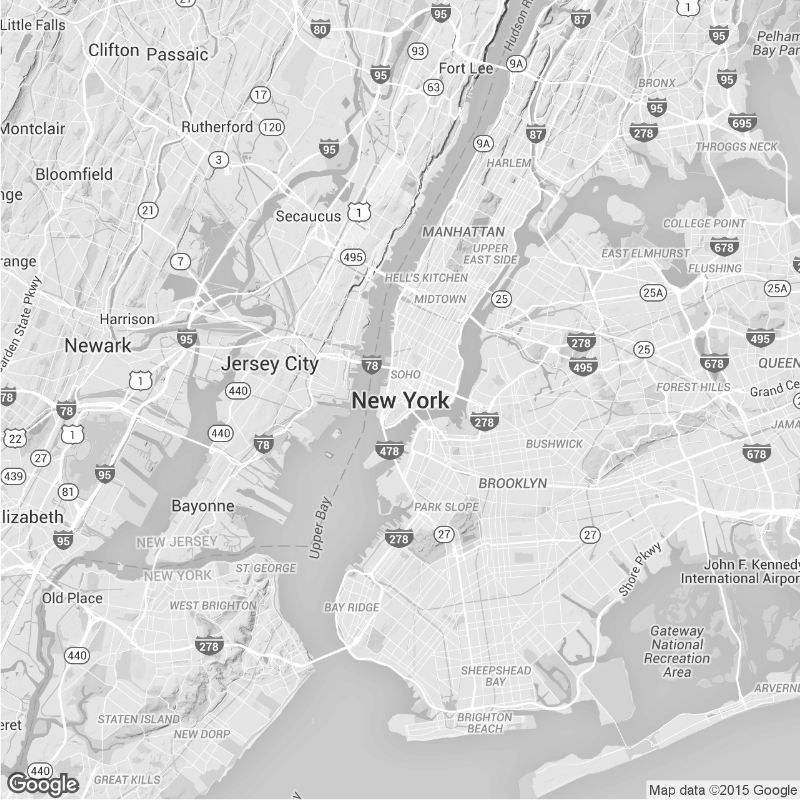 Little Falls
21
80
95
Hudson R
87
1
95
Pelham
Bay Par
Clifton
Passaic
93
Fort Lee
9A
95
63
17
BRONX
95
95
Montclair
Rutherford
120
95
9A
87
278
695
THROGGS NECK
Bloomfield
3
HARLEM
nge
21
Secaucus
1
MANHATTAN
COLLEGE POINT
678
range
7
495
UPPER
EAST SIDE
EAST ELMHURST
FLUSHING
HELL'S KITCHEN
MIDTOWN
25
25A
25A
arden State Pkwy
Harrison
95
Newark
278
495
25
495
678
QUEEN
Jersey City
78
SOHO
1
440
FOREST HILLS
Grand Ce
78
78
New York
278
JAMA
22
1
440
78
478
BUSHWICK
678
27
439
95
81
BROOKLYN
Bayonne
PARK SLOPE
lizabeth
95
Upper Bay
278
27
27
NEW JERSEY
NEW YORK
ST. GEORGE
Shore Pkwy
John F. Kennedy
International Airpor
Old Place
WEST BRIGHTON
BAY RIDGE
278
440
Gateway
National
Recreation
Area
SHEEPSHEAD
BAY
ARVERNE
STATEN ISLAND
NEW DORP
BRIGHTON
BEACH
eret
440
GREAT KILLS
Google
Map data ©2015 Google